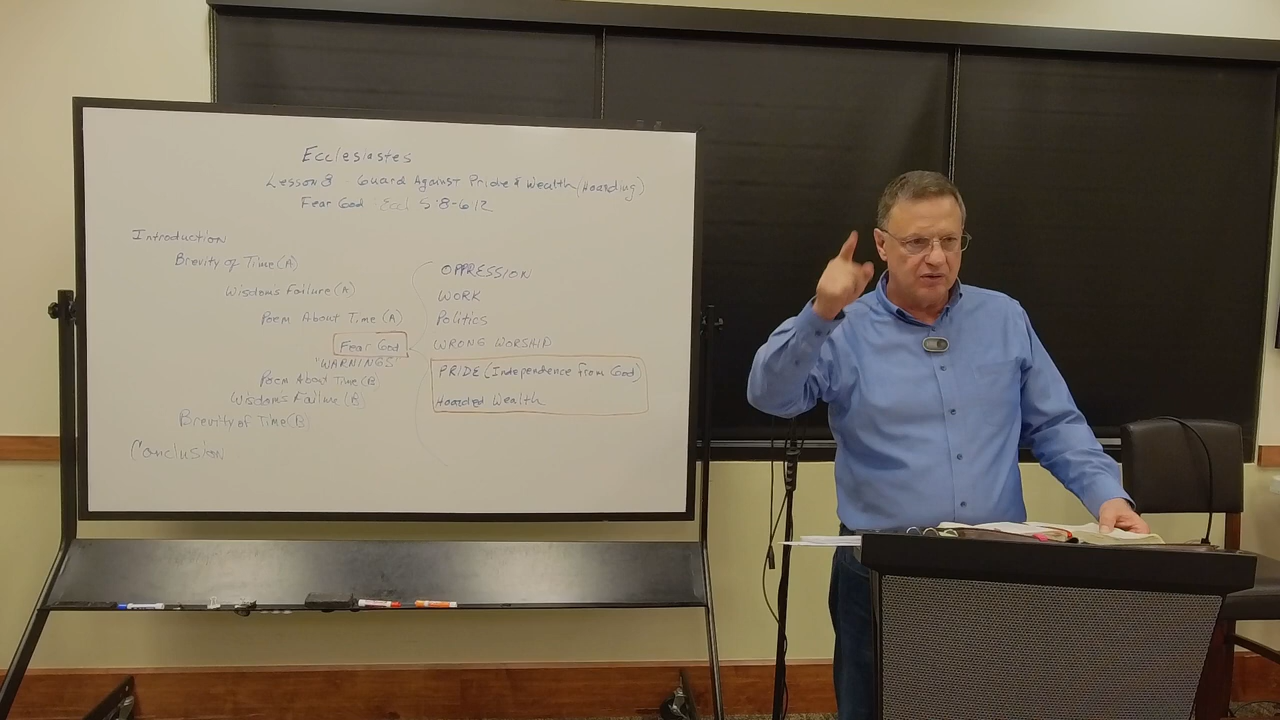 Ecclesiastes
Lesson 8 - Guard Against Pride & Wealth (Hoarding)
Fear God Eccl 5:8-6:12
Introduction
Brevity of Time (A)
Wisdom's Failure (A)
Poem About Time (A)
Fear God
"WARNINGS"
Poem About Time (B)
Wisdom's Failure (B)
Brevity of Time (B)
Conclusion
OPPRESSION
WORK
Politics
WRONG WORSHIP
PRIDE (Independence from God)
Hoarded Wealth